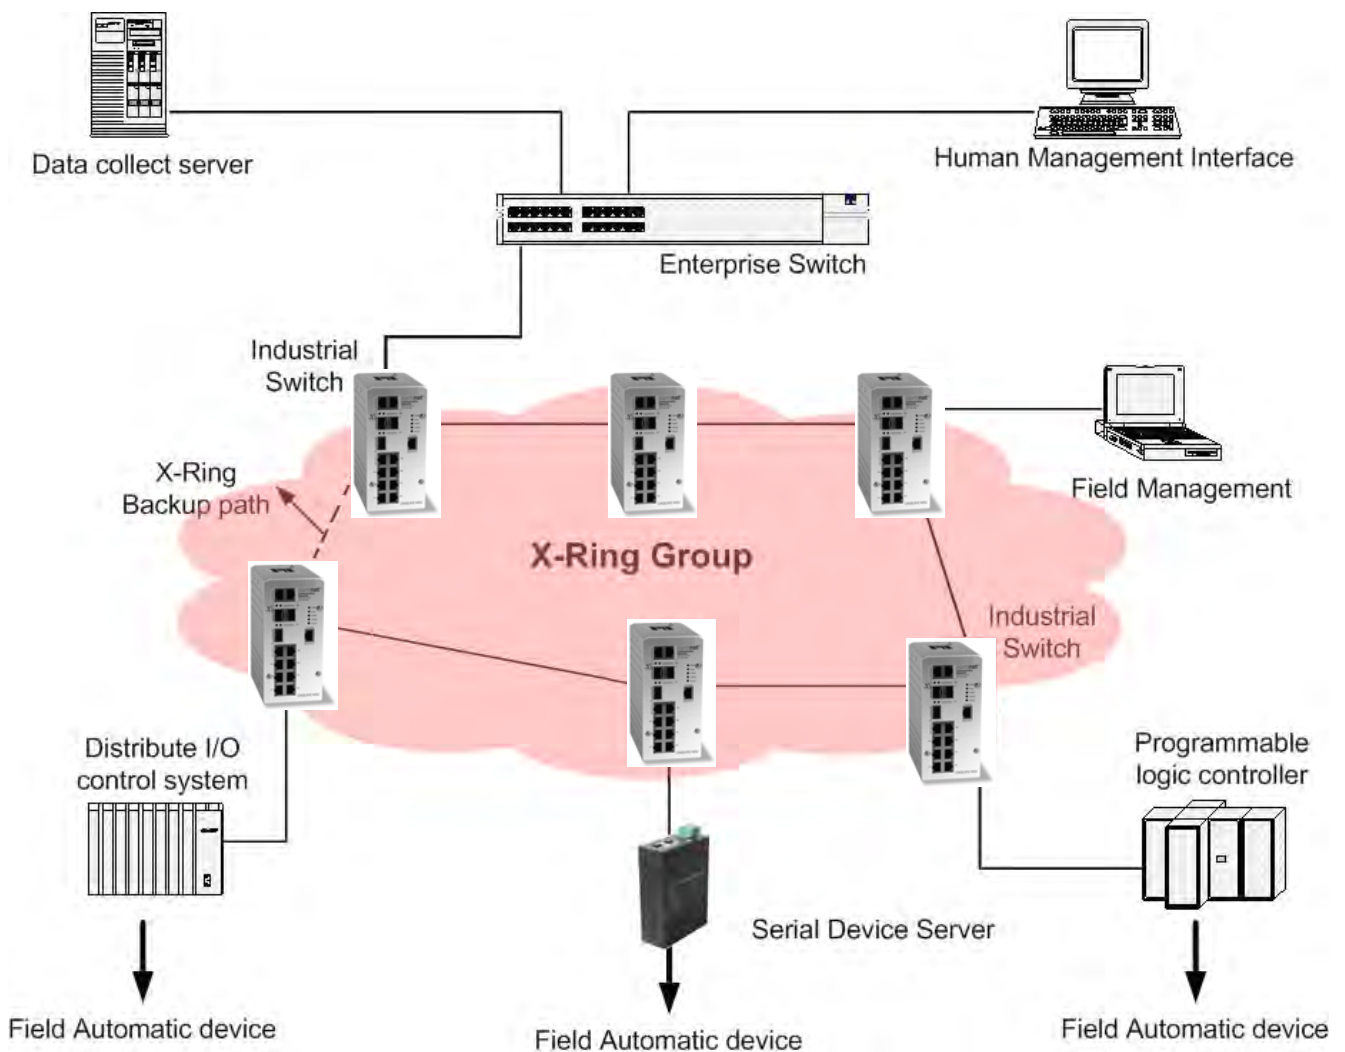 Data collect server
Human Management Interface
Enterprise Switch
Industrial
Switch
X-Ring
Backup path
Field Management
X-Ring Group
Industrial
Switch
Distribute I/O
control system
Programmable
logic controller
Serial Device Server
Field Automatic device
Field Automatic device
Field Automatic device